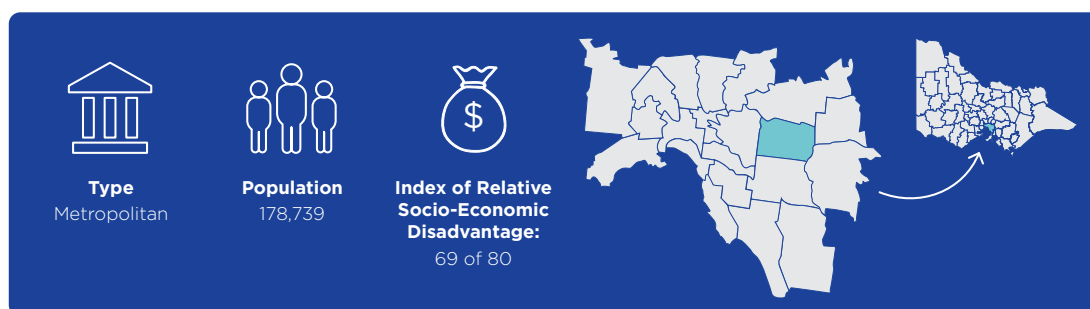 $
Type
Metropolitan
Population
178,739
Index of Relative
Socio-Economic
Disadvantage:
69 of 80